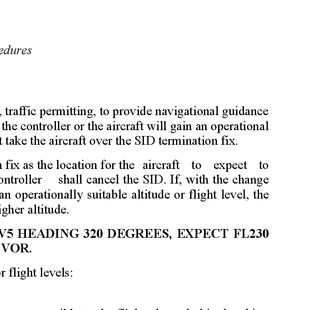 edures
, traffic permitting, to provide navigational guidance
the controller or the aircraft will gain an operational
t take the aircraft over the SID termination fix.
n fix as the location for the aircraft to expect to
ontroller shall cancel the SID. If, with the change
an operationally suitable altitude or flight level, the
igher altitude.
V5 HEADING 320 DEGREES, EXPECT FL230
VOR.
r flight levels: